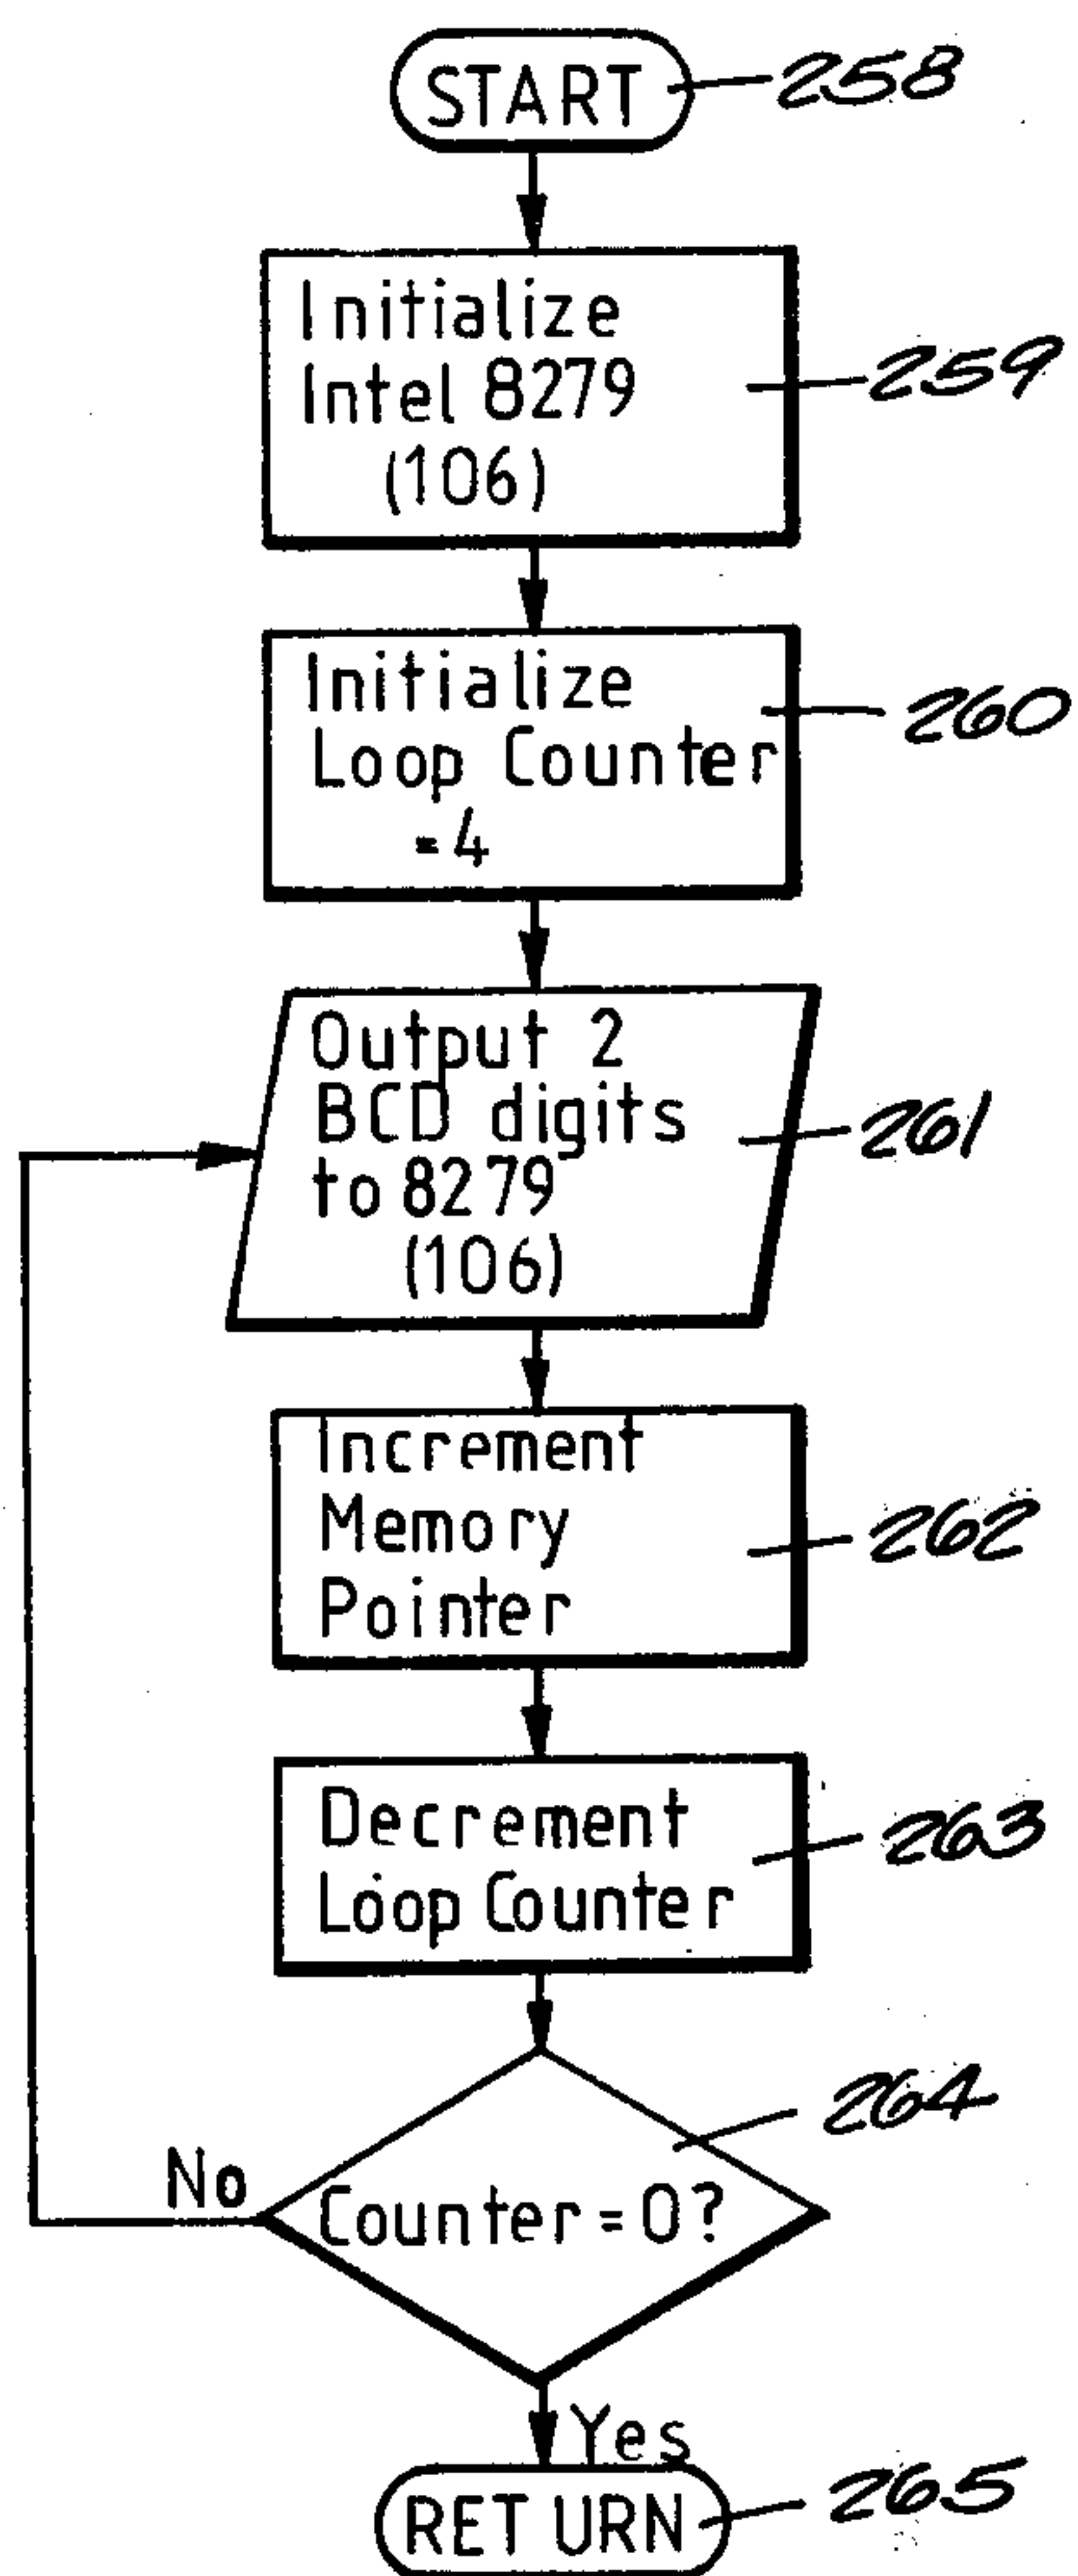 START
258
Initialize
Intel 8279
(106)
259
Initialize
Loop Counter
=4
260
Output 2
BCD digits
to 8279
(106)
261
Increment
Memory
Pointer
262
Decrement
Loop Counter
263
Counter=0?
264
No
Yes
RETURN
265